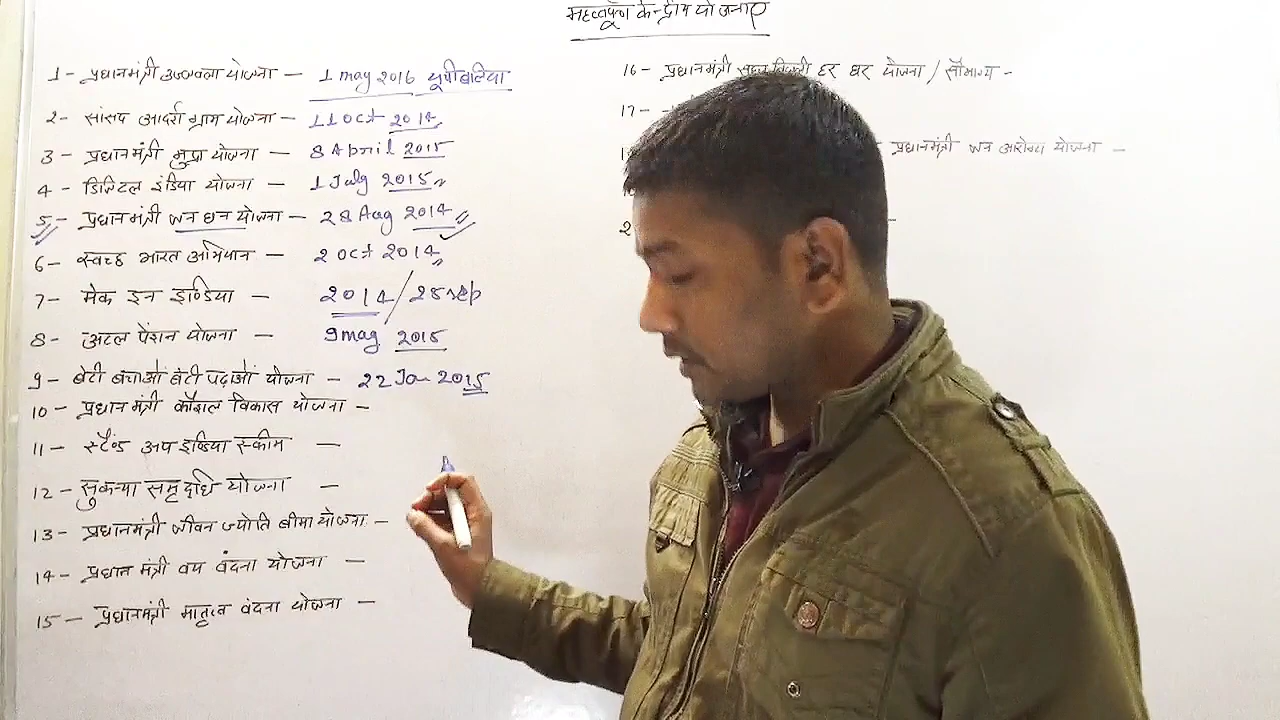 महत्वपूर्ण केन्द्रीय योजनाएं
1- प्रधानमंत्री उज्जवला योजना - 1 may 2016 यूपी बलिया
2- सांसद आदर्श ग्राम योजना - 11 Oct 2014
3 - प्रधानमंत्री मुद्रा योजना - 8 April 2015
4 - डिजिटल इंडिया योजना - 1 July 2015
5- प्रधानमंत्री जन धन योजना - 28 Aug 2014
6 - स्वच्छ भारत अभियान - 2 Oct 2014
7 - मेक इन इण्डिया - 2014 / 25 sep
8 - अटल पेंशन योजना - 9 may 2015
9 - बेटी बचाओं बेटी पढ़ाओं योजना - 22 Jan 2015
10 - प्रधानमंत्री कौशल विकास योजना -
11 - स्टैण्ड अप इण्डिया स्कीम -
12 - सुकन्या समृद्धि योजना -
13 - प्रधानमंत्री जीवन ज्योति बीमा योजना -
14 - प्रधानमंत्री वय वंदना योजना -
15 - प्रधानमंत्री मातृत्व वंदना योजना -
16 - प्रधानमंत्री हर घर योजना / सौभाग्य -
17 -
प्रधानमंत्री जन आरोग्य योजना -